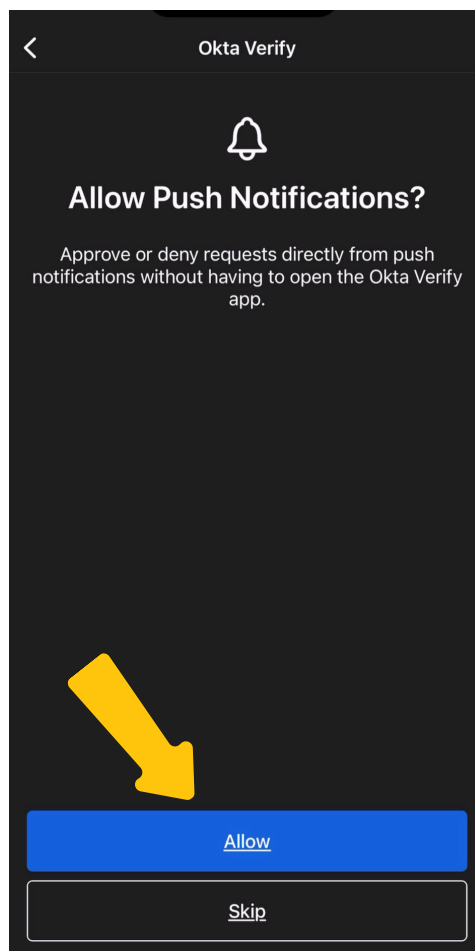 Okta Verify
Allow Push Notifications?
Approve or deny requests directly from push
notifications without having to open the Okta Verify
app.
Allow
Skip